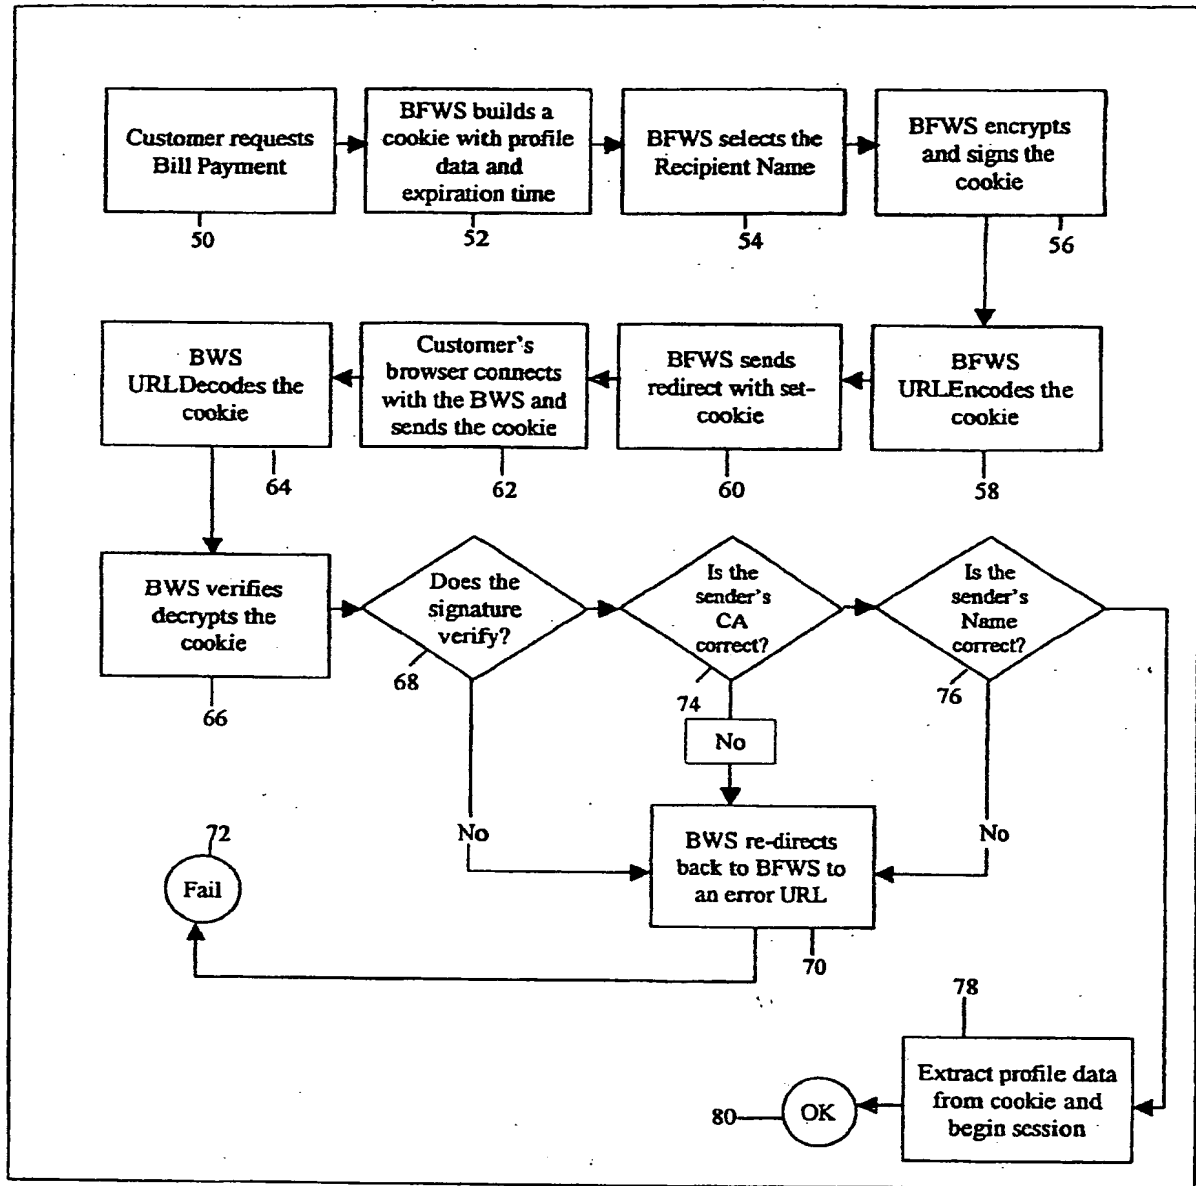 Customer requests
Bill Payment
50
BFWS builds a
cookie with profile
data and
expiration time
52
BFWS selects the
Recipient Name
54
BFWS encrypts
and signs the
cookie
56
BWS
URLDecodes the
cookie
64
Customer's
browser connects
with the BWS and
sends the cookie
62
BFWS sends
redirect with set-
cookie
60
BFWS
URLEncodes the
cookie
58
BWS verifies
decrypts the
cookie
66
Does the
signature
verify?
68
Is the
sender's
CA
correct?
74
Is the
sender's
Name
correct?
76
No
No
No
72
Fail
BWS re-directs
back to BFWS to
an error URL
70
78
Extract profile data
from cookie and
begin session
80
OK